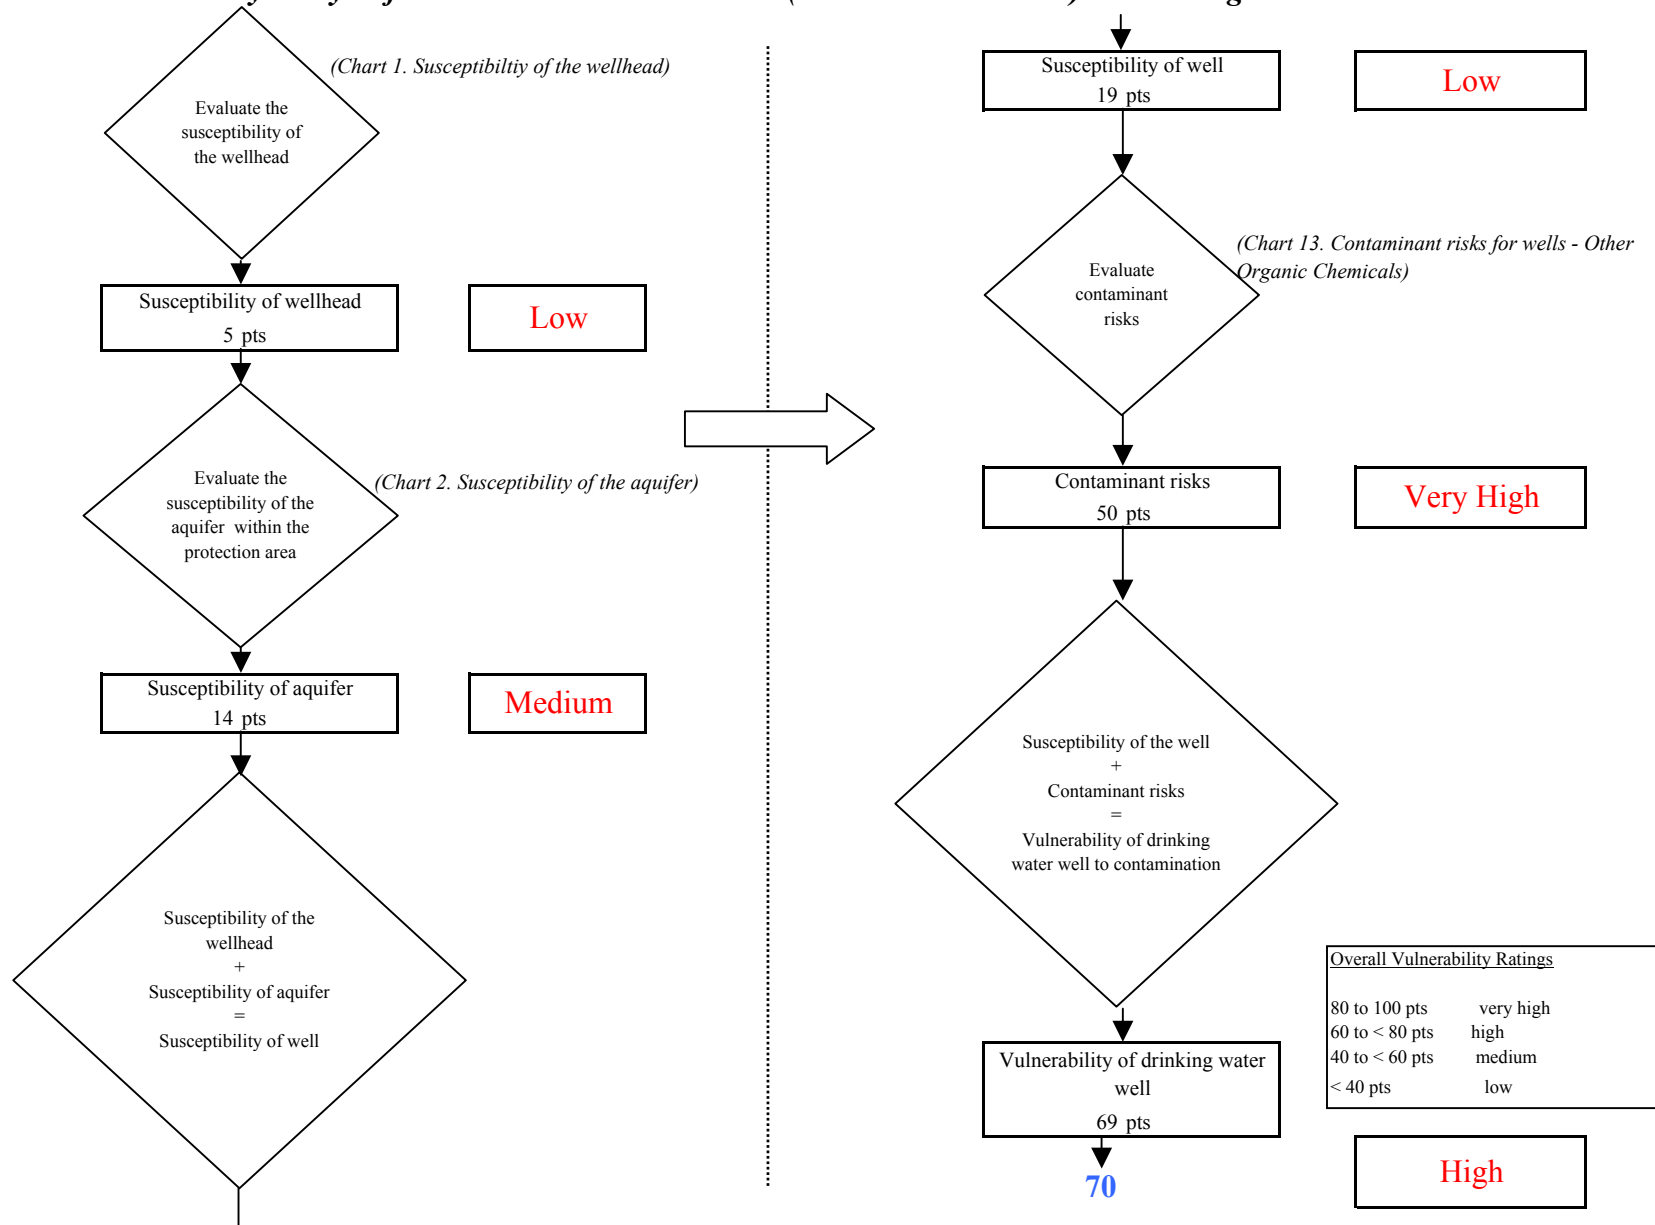 (Chart 1. Susceptibiltiy of the wellhead)
Evaluate the
susceptibility of
the wellhead
Susceptibility of wellhead
5 pts
Low
Evaluate the
susceptibility of the
aquifer within the
protection area
(Chart 2. Susceptibility of the aquifer)
Susceptibility of aquifer
14 pts
Medium
Susceptibility of the
wellhead
+
Susceptibility of aquifer
=
Susceptibility of well
Susceptibility of well
19 pts
Low
Evaluate
contaminant
risks
(Chart 13. Contaminant risks for wells - Other
Organic Chemicals)
Contaminant risks
50 pts
Very High
Susceptibility of the well
+
Contaminant risks
=
Vulnerability of drinking
water well to contamination
Vulnerability of drinking water
well
69 pts
70
Overall Vulnerability Ratings
80 to 100 pts very high
60 to < 80 pts high
40 to < 60 pts medium
< 40 pts low
High